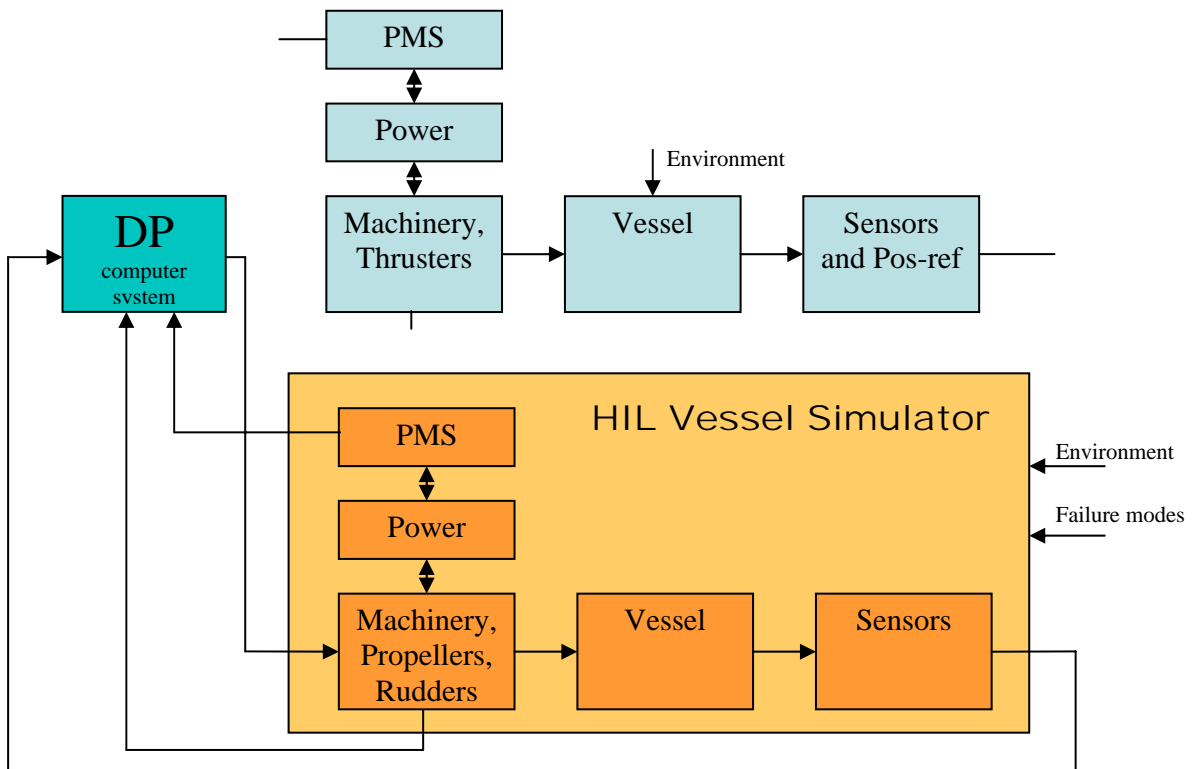 PMS
Power
Environment
DP
computer
system
Machinery,
Thrusters
Vessel
Sensors
and Pos-ref
HIL Vessel Simulator
PMS
Environment
Power
Failure modes
Machinery,
Propellers,
Rudders
Vessel
Sensors